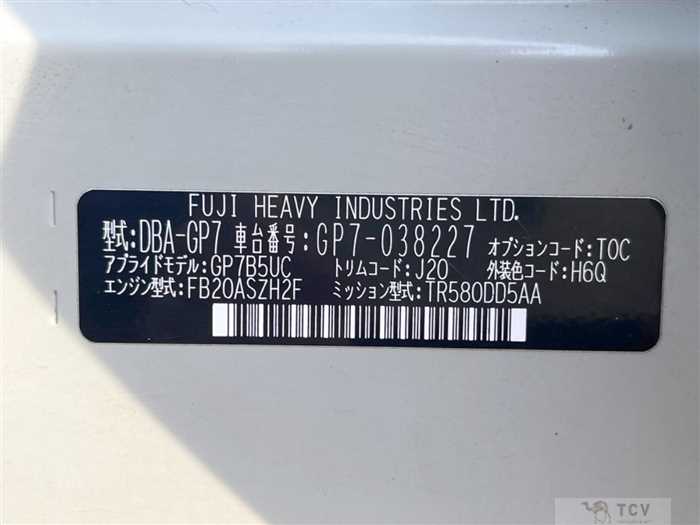 FUJI HEAVY INDUSTRIES LTD.
型式:DBA-GP7 車台番号:GP7-038227 オプションコード:TOC
アプライドモデル:GP7B5UC トリムコード:J20 外装色コード:H6Q
エンジン型式:FB20ASZH2F ミッション型式:TR580DD5AA
TCV